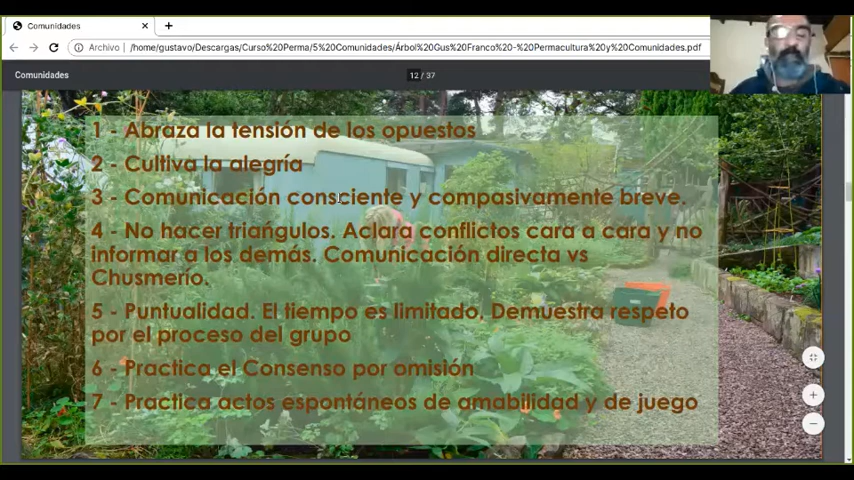 Comunidades
Archivo
/home/gustavo/Descargas/Curso%20Perma/5%20Comunidades/Árbol%20Gus%20Franco%20-%20Permacultura%20y%20Comunidades.pdf
Comunidades
12 / 37
1 - Abraza la tensión de los opuestos
2 - Cultiva la alegría
3 - Comunicación consciente y compasivamente breve.
4 - No hacer triańgulos. Aclara conflictos cara a cara y no
informar a los demás. Comunicación directa vs
Chusmerío.
5 - Puntualidad. El tiempo es limitado. Demuestra respeto
por el proceso del grupo
6 - Practica el Consenso por omisión
7 - Practica actos espontáneos de amabilidad y de juego